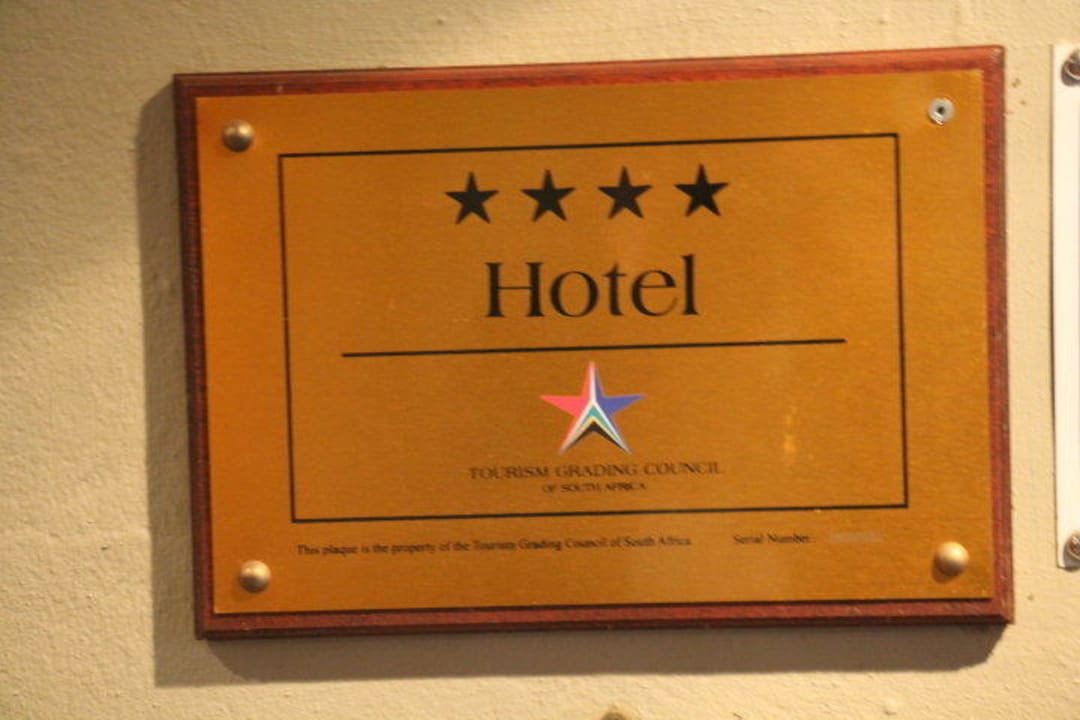 Hotel
TOURISM GRADING COUNCIL
OF SOUTH AFRICA
This plaque is the property of the Tourism Grading Council of South Africa Serial Number: